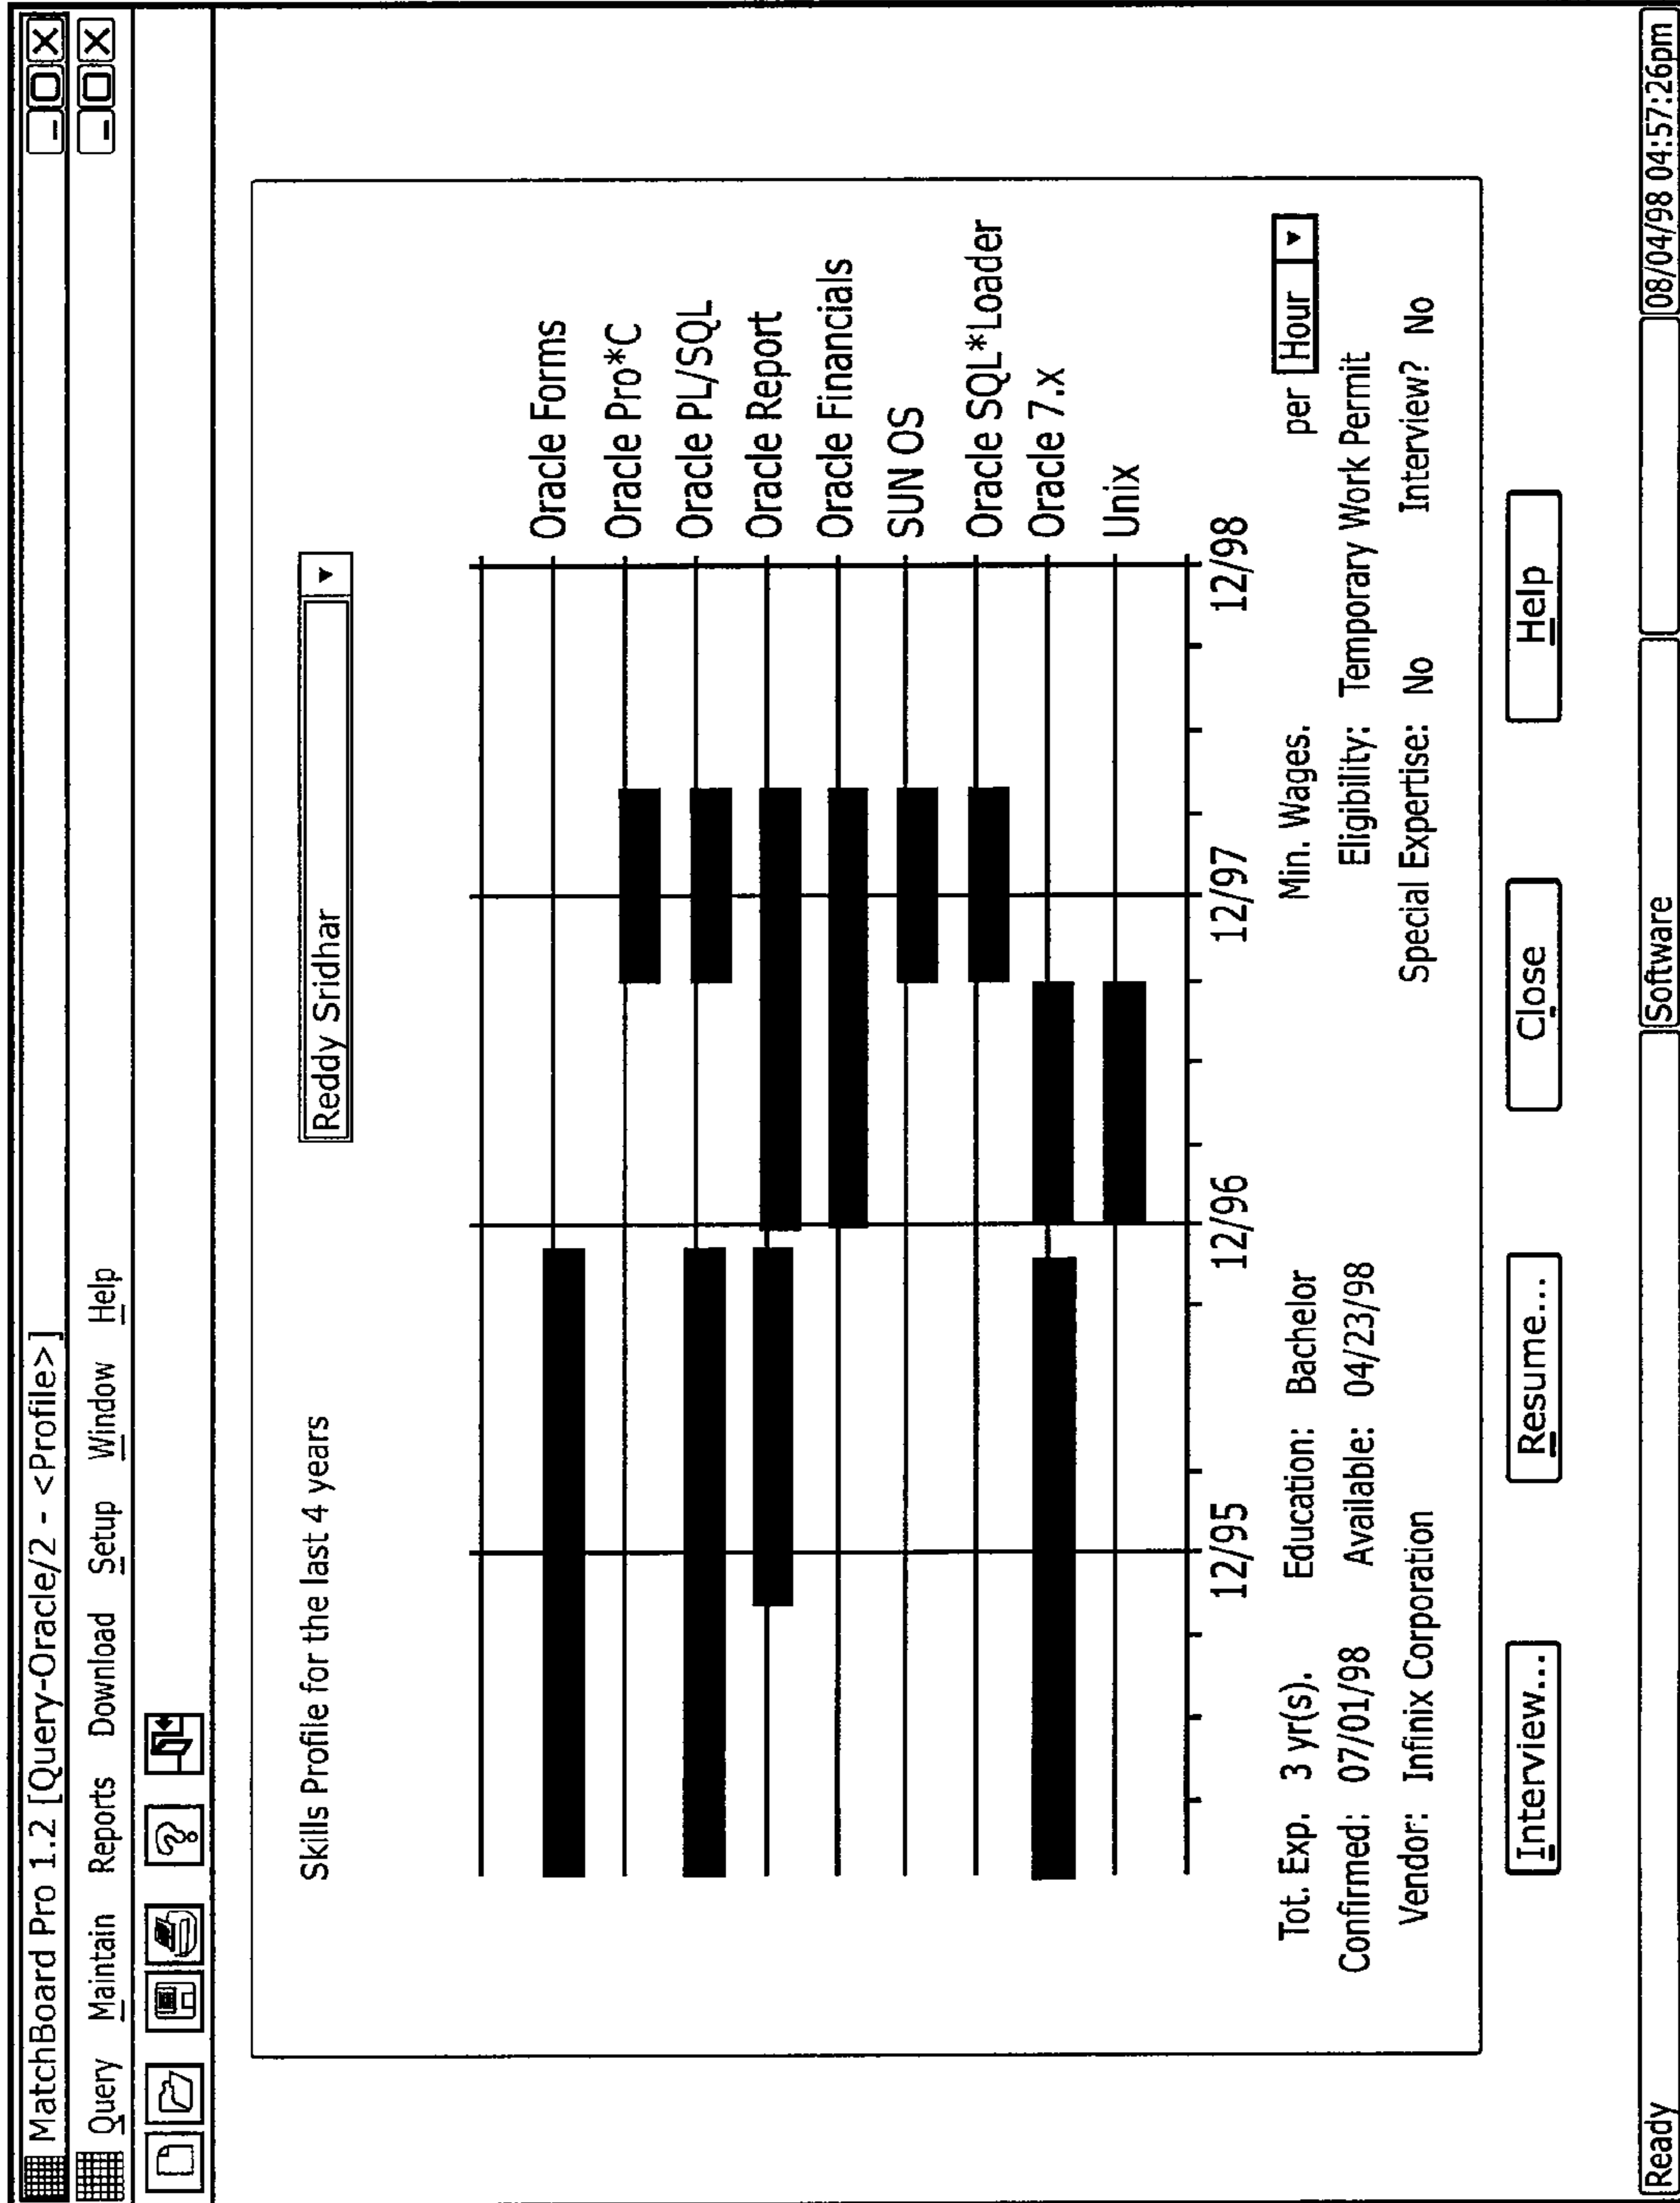 MatchBoard Pro 1.2 [Query-Oracle/2 - <Profile>]
Query Maintain Reports Download Setup Window Help
Skills Profile for the last 4 years
Reddy Sridhar
Oracle Forms
Oracle Pro*C
Oracle PL/SQL
Oracle Report
Oracle Financials
SUN OS
Oracle SQL*Loader
Oracle 7.x
Unix
12/95 12/96 12/97 12/98
Tot. Exp. 3 yr(s). Education: Bachelor Min. Wages. per Hour
Confirmed: 07/01/98 Available: 04/23/98 Eligibility: Temporary Work Permit
Vendor: Infinix Corporation Special Expertise: No Interview? No
Interview... Resume... Close Help
Ready Software 08/04/98 04:57:26pm